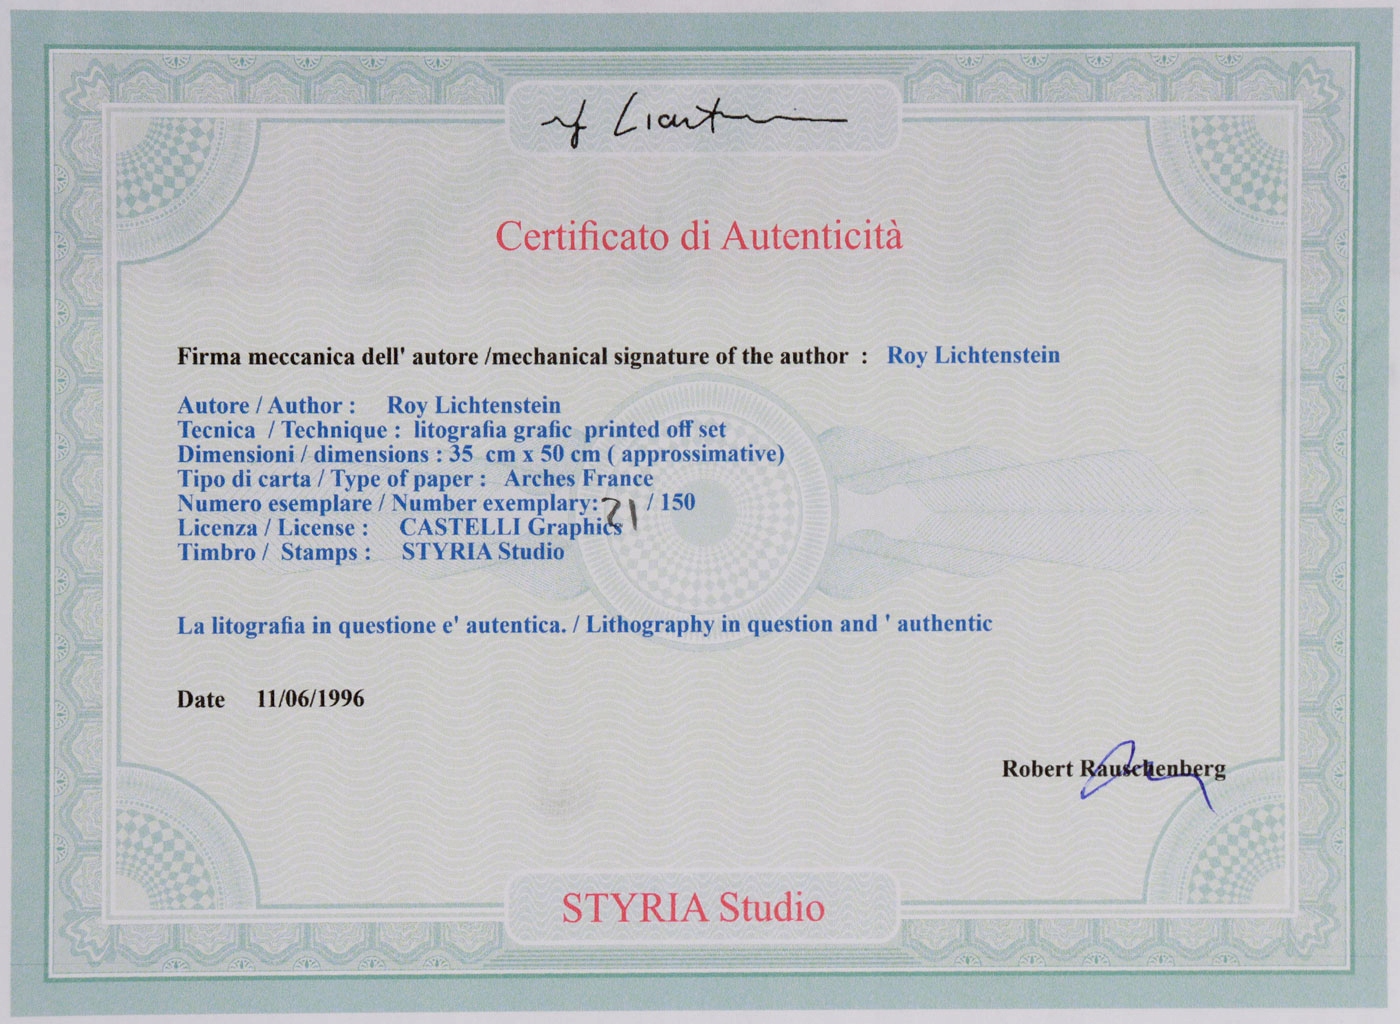 rf Lichtenstein
Certificato di Autenticità
Firma meccanica dell' autore /mechanical signature of the author : Roy Lichtenstein
Autore / Author : Roy Lichtenstein
Tecnica / Technique : litografia grafic printed off set
Dimensioni / dimensions : 35 cm x 50 cm ( approssimative)
Tipo di carta / Type of paper : Arches France
Numero esemplare / Number exemplary: 21 / 150
Licenza / License : CASTELLI Graphics
Timbro / Stamps : STYRIA Studio
La litografia in questione e' autentica. / Lithography in question and ' authentic
Date 11/06/1996
Robert Rauschenberg
STYRIA Studio